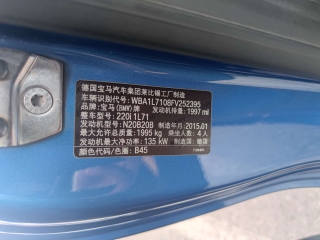 德国宝马汽车集团莱比锡工厂制造
车辆识别代号: WBA1L7108FV252395
品牌: 宝马(BMW)牌 发动机排量: 1997 ml
整车型号: 220i 1L71
发动机型号: N20B20B 制造年月: 2015.01
最大允许总质量: 1995 kg 乘坐人数: 4 人
发动机最大净功率: 135 kW 制造国: 德国
颜色代码/色漆: B45